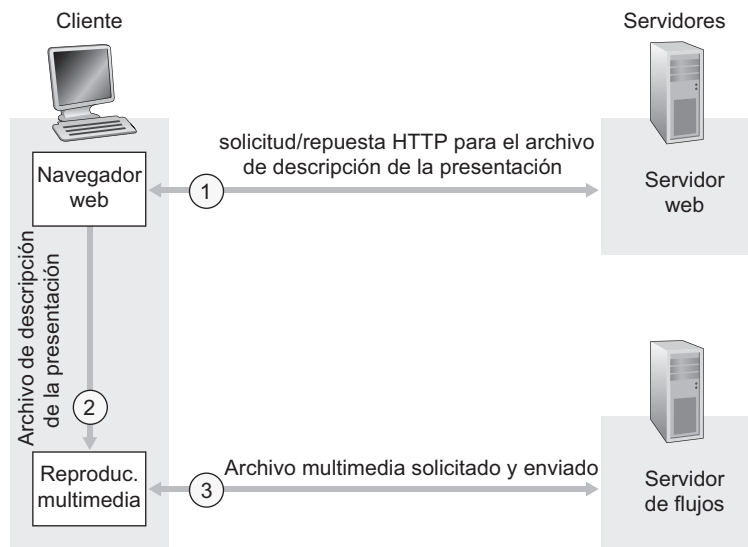 Cliente
Servidores
solicitud/repuesta HTTP para el archivo
de descripción de la presentación
Navegador
web
1
Servidor
web
Archivo de descripción
de la presentación
2
Reproduc.
multimedia
3
Archivo multimedia solicitado y enviado
Servidor
de flujos